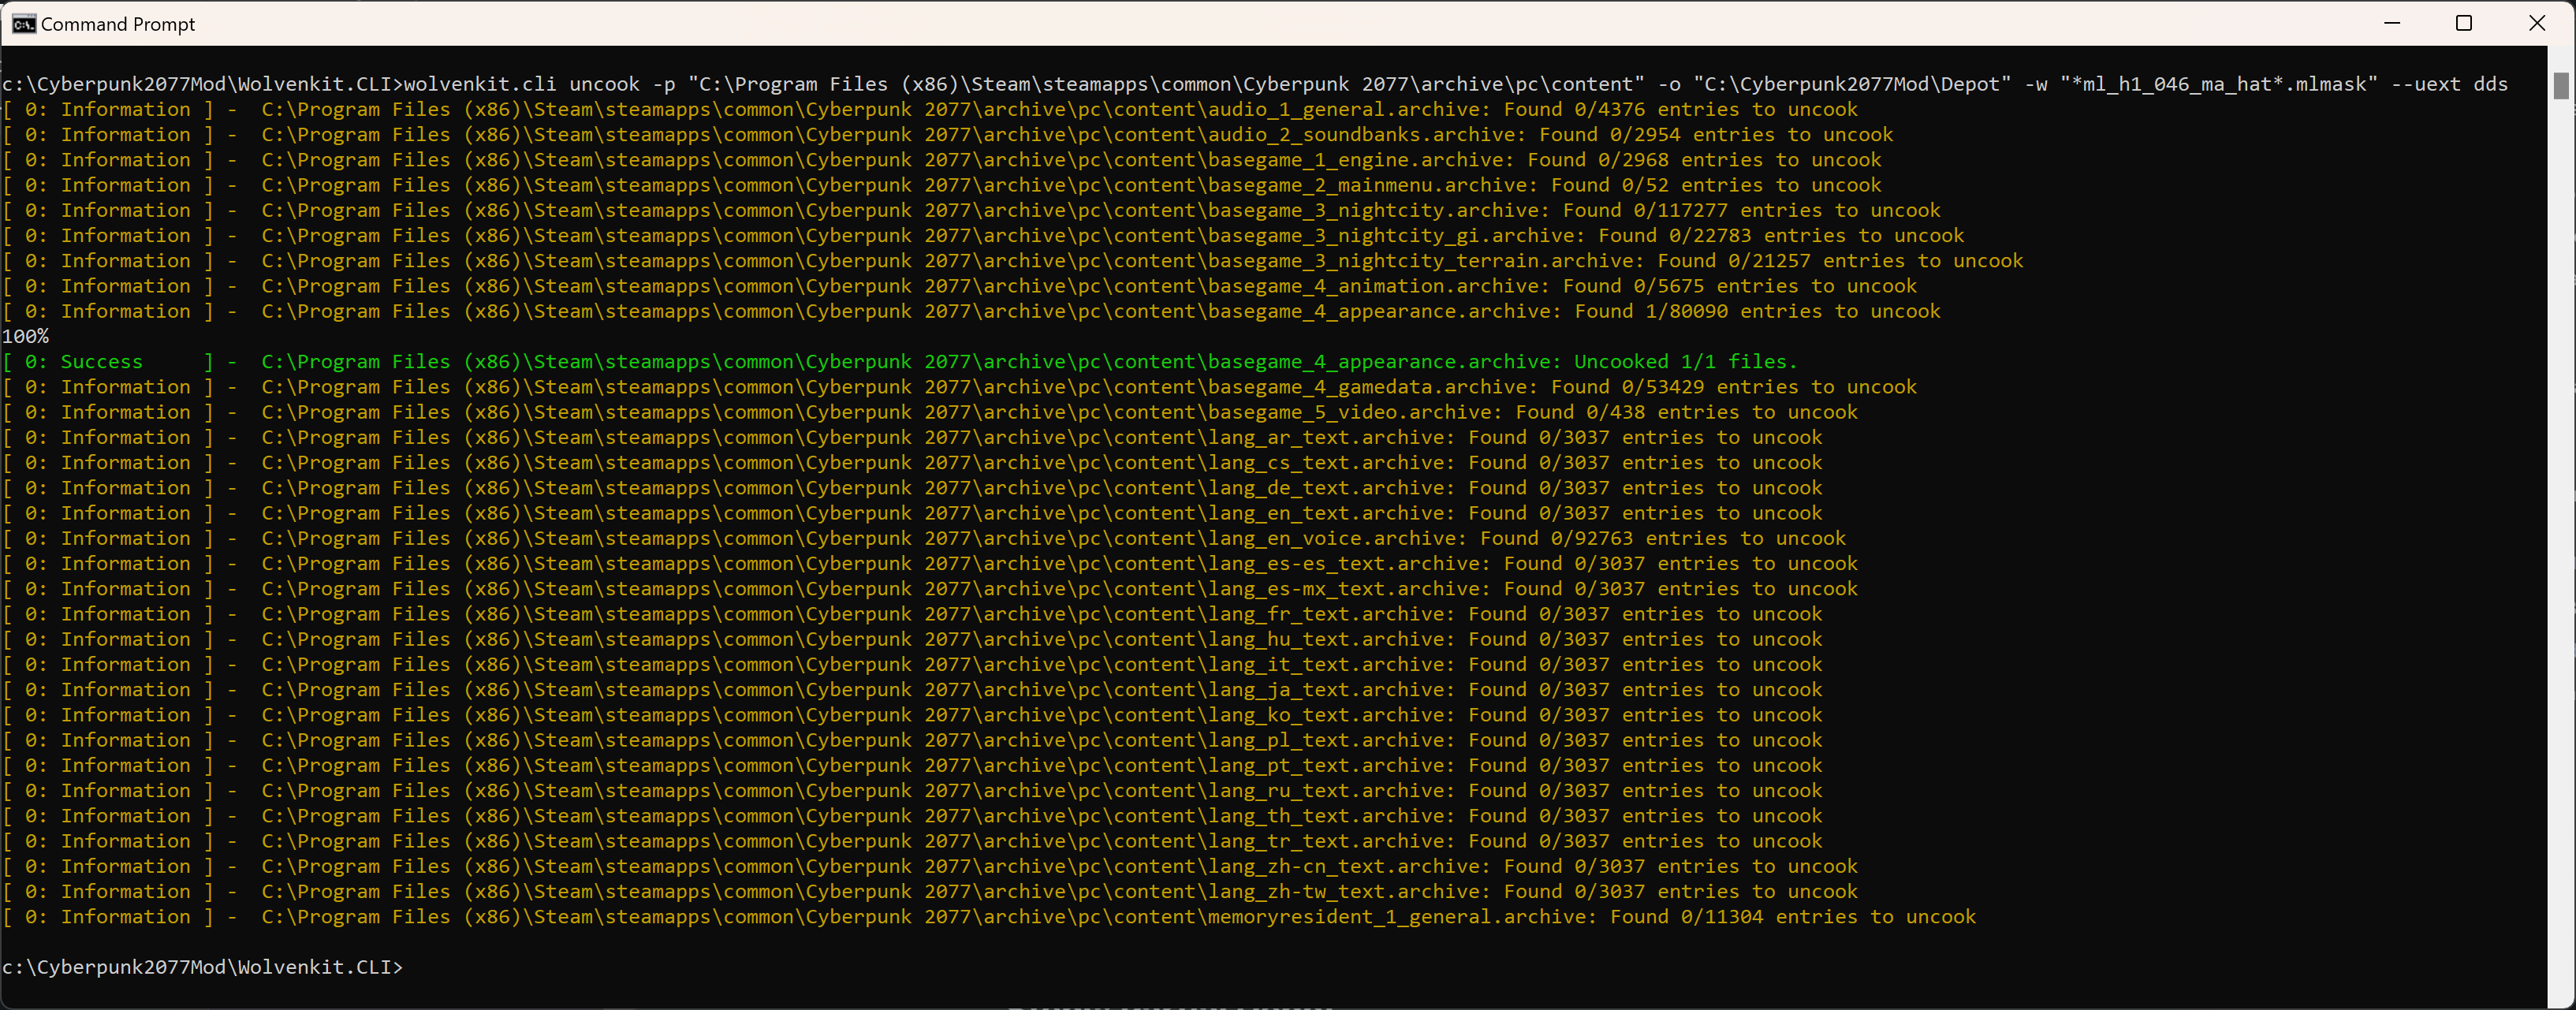 Command Prompt
c:\Cyberpunk2077Mod\Wolvenkit.CLI>wolvenkit.cli uncook -p "C:\Program Files (x86)\Steam\steamapps\common\Cyberpunk 2077\archive\pc\content" -o "C:\Cyberpunk2077Mod\Depot" -w "*ml_h1_046_ma_hat*.mlmask" --uext dds
[ 0: Information ] -  C:\Program Files (x86)\Steam\steamapps\common\Cyberpunk 2077\archive\pc\content\audio_1_general.archive: Found 0/4376 entries to uncook
[ 0: Information ] -  C:\Program Files (x86)\Steam\steamapps\common\Cyberpunk 2077\archive\pc\content\audio_2_soundbanks.archive: Found 0/2954 entries to uncook
[ 0: Information ] -  C:\Program Files (x86)\Steam\steamapps\common\Cyberpunk 2077\archive\pc\content\basegame_1_engine.archive: Found 0/2968 entries to uncook
[ 0: Information ] -  C:\Program Files (x86)\Steam\steamapps\common\Cyberpunk 2077\archive\pc\content\basegame_2_mainmenu.archive: Found 0/52 entries to uncook
[ 0: Information ] -  C:\Program Files (x86)\Steam\steamapps\common\Cyberpunk 2077\archive\pc\content\basegame_3_nightcity.archive: Found 0/117277 entries to uncook
[ 0: Information ] -  C:\Program Files (x86)\Steam\steamapps\common\Cyberpunk 2077\archive\pc\content\basegame_3_nightcity_gi.archive: Found 0/22783 entries to uncook
[ 0: Information ] -  C:\Program Files (x86)\Steam\steamapps\common\Cyberpunk 2077\archive\pc\content\basegame_3_nightcity_terrain.archive: Found 0/21257 entries to uncook
[ 0: Information ] -  C:\Program Files (x86)\Steam\steamapps\common\Cyberpunk 2077\archive\pc\content\basegame_4_animation.archive: Found 0/5675 entries to uncook
[ 0: Information ] -  C:\Program Files (x86)\Steam\steamapps\common\Cyberpunk 2077\archive\pc\content\basegame_4_appearance.archive: Found 1/80090 entries to uncook
100%
[ 0: Success     ] -  C:\Program Files (x86)\Steam\steamapps\common\Cyberpunk 2077\archive\pc\content\basegame_4_appearance.archive: Uncooked 1/1 files.
[ 0: Information ] -  C:\Program Files (x86)\Steam\steamapps\common\Cyberpunk 2077\archive\pc\content\basegame_4_gamedata.archive: Found 0/53429 entries to uncook
[ 0: Information ] -  C:\Program Files (x86)\Steam\steamapps\common\Cyberpunk 2077\archive\pc\content\basegame_5_video.archive: Found 0/438 entries to uncook
[ 0: Information ] -  C:\Program Files (x86)\Steam\steamapps\common\Cyberpunk 2077\archive\pc\content\lang_ar_text.archive: Found 0/3037 entries to uncook
[ 0: Information ] -  C:\Program Files (x86)\Steam\steamapps\common\Cyberpunk 2077\archive\pc\content\lang_cs_text.archive: Found 0/3037 entries to uncook
[ 0: Information ] -  C:\Program Files (x86)\Steam\steamapps\common\Cyberpunk 2077\archive\pc\content\lang_de_text.archive: Found 0/3037 entries to uncook
[ 0: Information ] -  C:\Program Files (x86)\Steam\steamapps\common\Cyberpunk 2077\archive\pc\content\lang_en_text.archive: Found 0/3037 entries to uncook
[ 0: Information ] -  C:\Program Files (x86)\Steam\steamapps\common\Cyberpunk 2077\archive\pc\content\lang_en_voice.archive: Found 0/92763 entries to uncook
[ 0: Information ] -  C:\Program Files (x86)\Steam\steamapps\common\Cyberpunk 2077\archive\pc\content\lang_es-es_text.archive: Found 0/3037 entries to uncook
[ 0: Information ] -  C:\Program Files (x86)\Steam\steamapps\common\Cyberpunk 2077\archive\pc\content\lang_es-mx_text.archive: Found 0/3037 entries to uncook
[ 0: Information ] -  C:\Program Files (x86)\Steam\steamapps\common\Cyberpunk 2077\archive\pc\content\lang_fr_text.archive: Found 0/3037 entries to uncook
[ 0: Information ] -  C:\Program Files (x86)\Steam\steamapps\common\Cyberpunk 2077\archive\pc\content\lang_hu_text.archive: Found 0/3037 entries to uncook
[ 0: Information ] -  C:\Program Files (x86)\Steam\steamapps\common\Cyberpunk 2077\archive\pc\content\lang_it_text.archive: Found 0/3037 entries to uncook
[ 0: Information ] -  C:\Program Files (x86)\Steam\steamapps\common\Cyberpunk 2077\archive\pc\content\lang_ja_text.archive: Found 0/3037 entries to uncook
[ 0: Information ] -  C:\Program Files (x86)\Steam\steamapps\common\Cyberpunk 2077\archive\pc\content\lang_ko_text.archive: Found 0/3037 entries to uncook
[ 0: Information ] -  C:\Program Files (x86)\Steam\steamapps\common\Cyberpunk 2077\archive\pc\content\lang_pl_text.archive: Found 0/3037 entries to uncook
[ 0: Information ] -  C:\Program Files (x86)\Steam\steamapps\common\Cyberpunk 2077\archive\pc\content\lang_pt_text.archive: Found 0/3037 entries to uncook
[ 0: Information ] -  C:\Program Files (x86)\Steam\steamapps\common\Cyberpunk 2077\archive\pc\content\lang_ru_text.archive: Found 0/3037 entries to uncook
[ 0: Information ] -  C:\Program Files (x86)\Steam\steamapps\common\Cyberpunk 2077\archive\pc\content\lang_th_text.archive: Found 0/3037 entries to uncook
[ 0: Information ] -  C:\Program Files (x86)\Steam\steamapps\common\Cyberpunk 2077\archive\pc\content\lang_tr_text.archive: Found 0/3037 entries to uncook
[ 0: Information ] -  C:\Program Files (x86)\Steam\steamapps\common\Cyberpunk 2077\archive\pc\content\lang_zh-cn_text.archive: Found 0/3037 entries to uncook
[ 0: Information ] -  C:\Program Files (x86)\Steam\steamapps\common\Cyberpunk 2077\archive\pc\content\lang_zh-tw_text.archive: Found 0/3037 entries to uncook
[ 0: Information ] -  C:\Program Files (x86)\Steam\steamapps\common\Cyberpunk 2077\archive\pc\content\memoryresident_1_general.archive: Found 0/11304 entries to uncook
c:\Cyberpunk2077Mod\Wolvenkit.CLI>